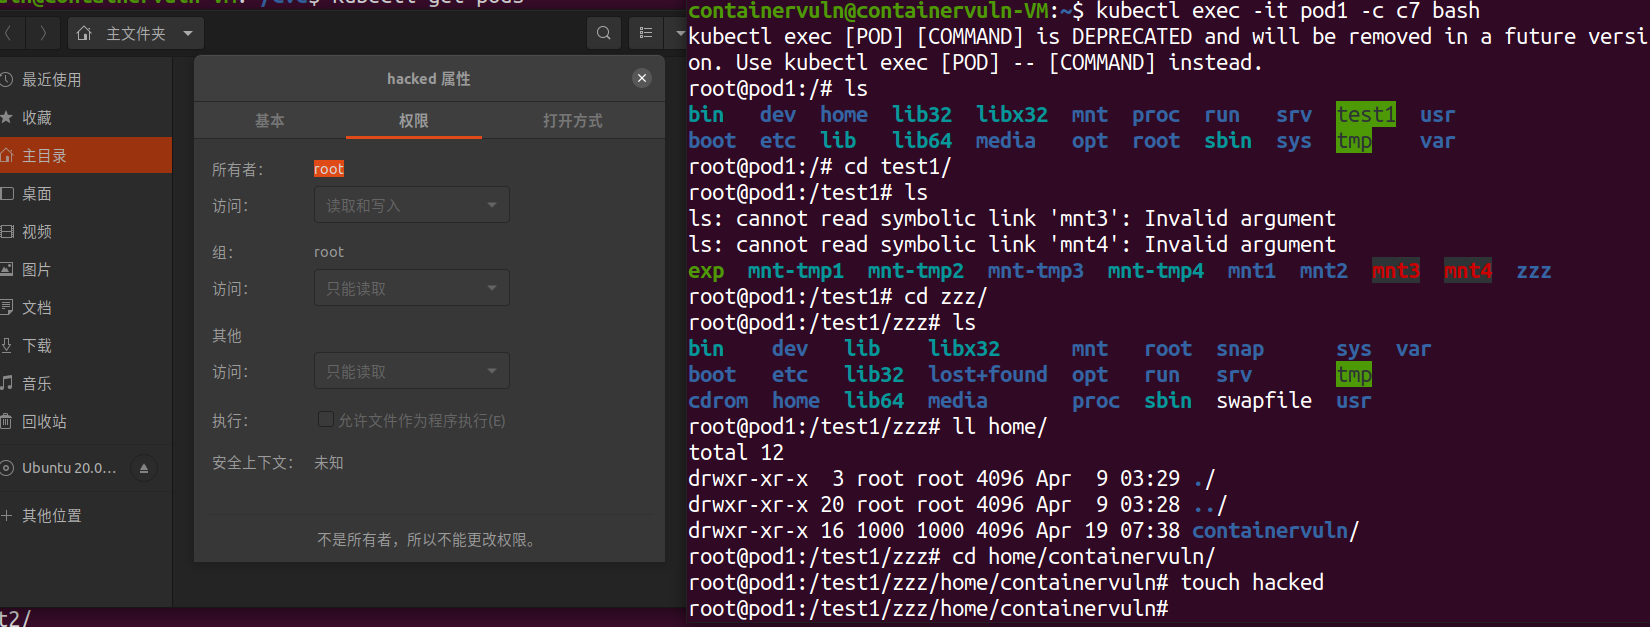 kubectl get pods
主文件夹
最近使用
收藏
主目录
桌面
视频
图片
文档
下载
音乐
回收站
Ubuntu 20.0...
其他位置
hacked 属性
基本 权限 打开方式
所有者： root
访问： 读取和写入
组： root
访问： 只能读取
其他
访问： 只能读取
执行： 允许文件作为程序执行(E)
安全上下文： 未知
不是所有者，所以不能更改权限。
t2/
containervuln@containervuln-VM:~$ kubectl exec -it pod1 -c c7 bash
kubectl exec [POD] [COMMAND] is DEPRECATED and will be removed in a future versi
on. Use kubectl exec [POD] -- [COMMAND] instead.
root@pod1:/# ls
bin dev home lib32 libx32 mnt proc run srv test1 usr
boot etc lib lib64 media opt root sbin sys tmp var
root@pod1:/# cd test1/
root@pod1:/test1# ls
ls: cannot read symbolic link 'mnt3': Invalid argument
ls: cannot read symbolic link 'mnt4': Invalid argument
exp mnt-tmp1 mnt-tmp2 mnt-tmp3 mnt-tmp4 mnt1 mnt2 mnt3 mnt4 zzz
root@pod1:/test1# cd zzz/
root@pod1:/test1/zzz# ls
bin dev lib libx32 mnt root snap sys var
boot etc lib32 lost+found opt run srv tmp
cdrom home lib64 media proc sbin swapfile usr
root@pod1:/test1/zzz# ll home/
total 12
drwxr-xr-x 3 root root 4096 Apr 9 03:29 ./
drwxr-xr-x 20 root root 4096 Apr 9 03:28 ../
drwxr-xr-x 16 1000 1000 4096 Apr 19 07:38 containervuln/
root@pod1:/test1/zzz# cd home/containervuln/
root@pod1:/test1/zzz/home/containervuln# touch hacked
root@pod1:/test1/zzz/home/containervuln#